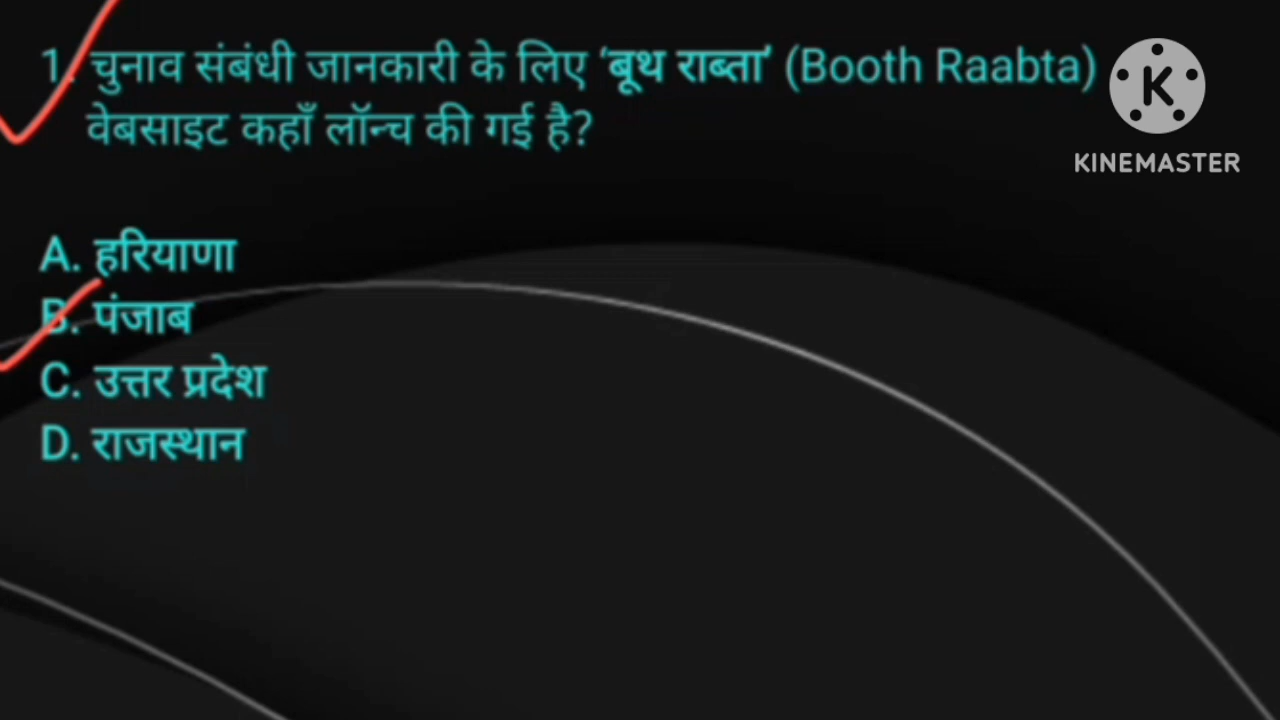 1. चुनाव संबंधी जानकारी के लिए ‘बूथ राब्ता’ (Booth Raabta)
वेबसाइट कहाँ लॉन्च की गई है?
K
KINEMASTER
A. हरियाणा
B. पंजाब
C. उत्तर प्रदेश
D. राजस्थान